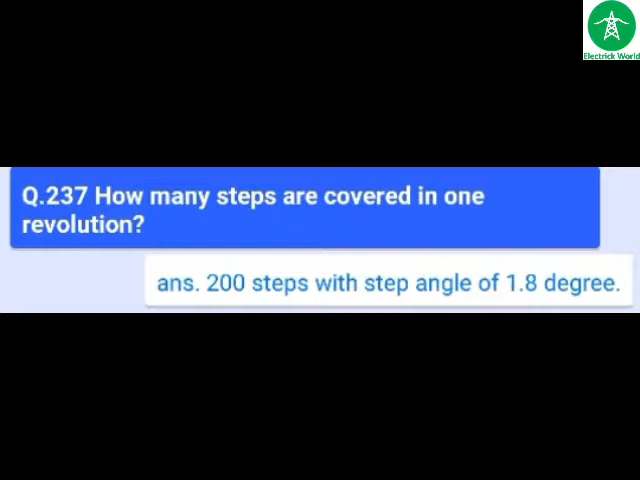 Electrick World
Q.237 How many steps are covered in one
revolution?
ans. 200 steps with step angle of 1.8 degree.